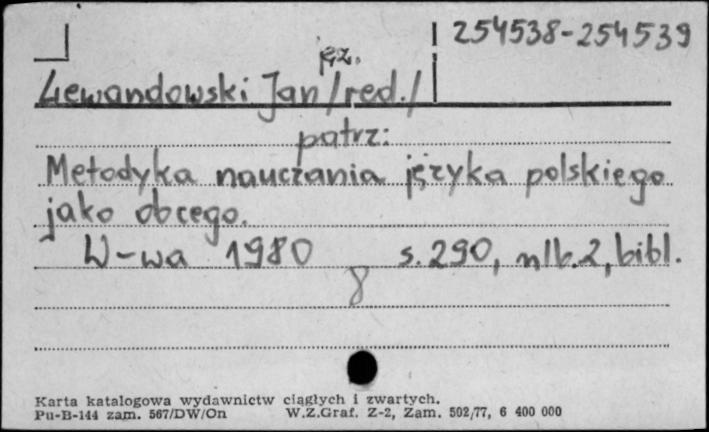 254538-254539
jęz.
Lewandowski Jan /red./
patrz:
Metodyka nauczania języka polskiego
jako obcego.
W-wa 1980 s.290, nlb.2, bibl.
8
Karta katalogowa wydawnictw ciągłych i zwartych.
Pu-B-144 zam. 567/DW/On W.Z.Graf. Z-2, Zam. 502/77, 6 400 000